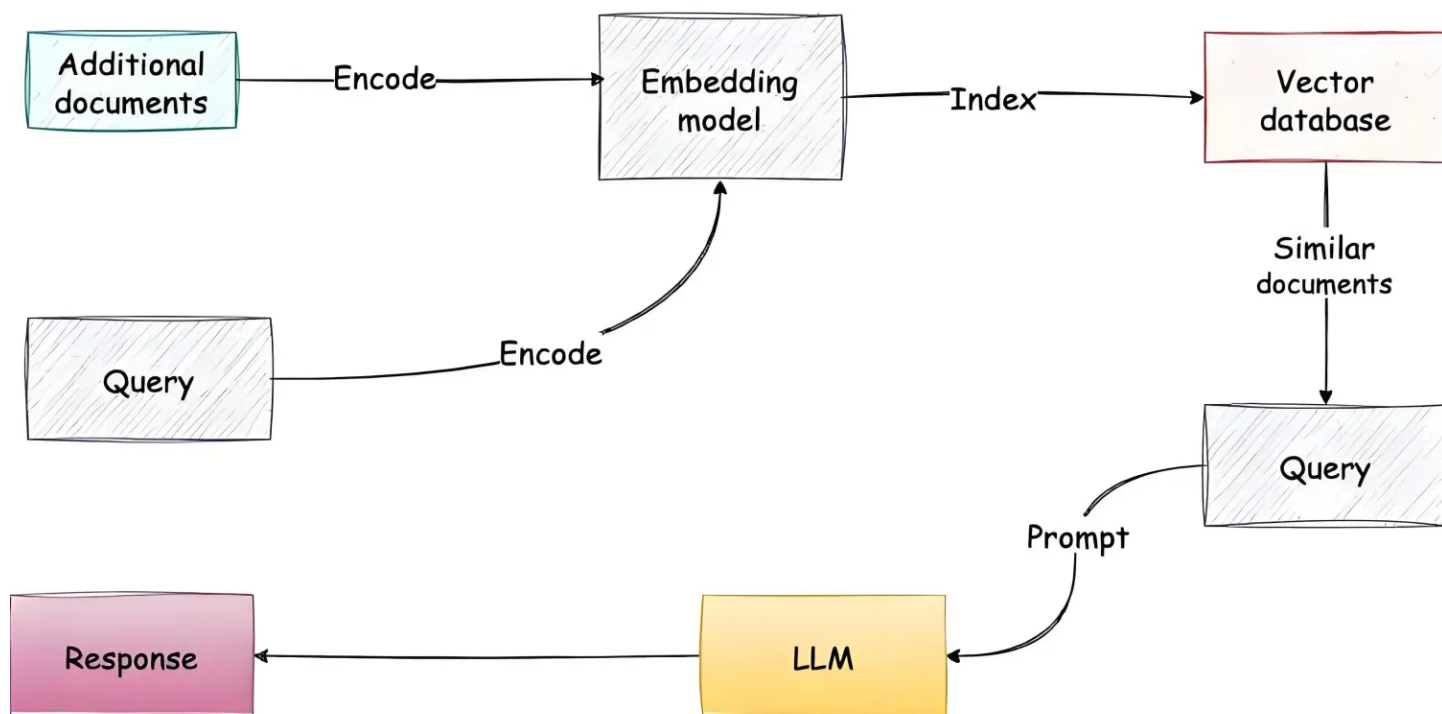 Additional
documents
Encode
Embedding
model
Index
Vector
database
Similar
documents
Query
Encode
Query
Prompt
Response
LLM